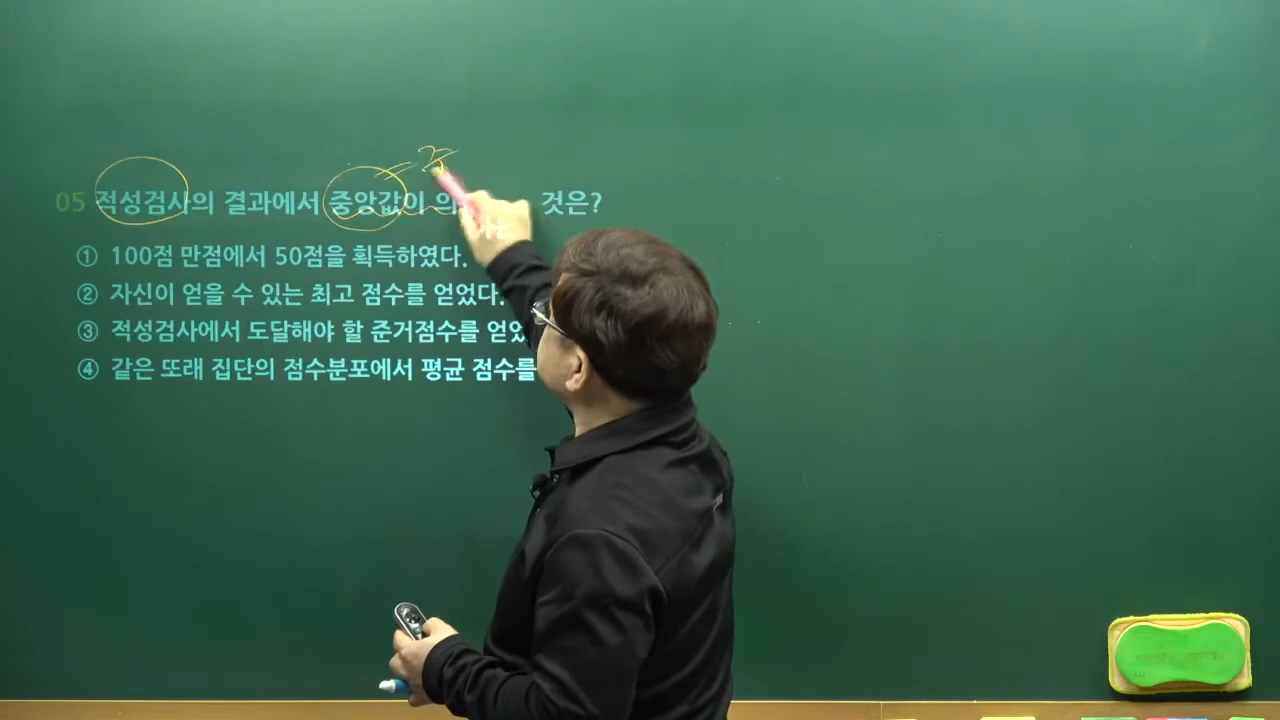 05 적성검사의 결과에서 중앙값이 의 것은?
① 100점 만점에서 50점을 획득하였다.
② 자신이 얻을 수 있는 최고 점수를 얻었다.
③ 적성검사에서 도달해야 할 준거점수를
④ 같은 또래 집단의 점수분포에서 평균 점수를